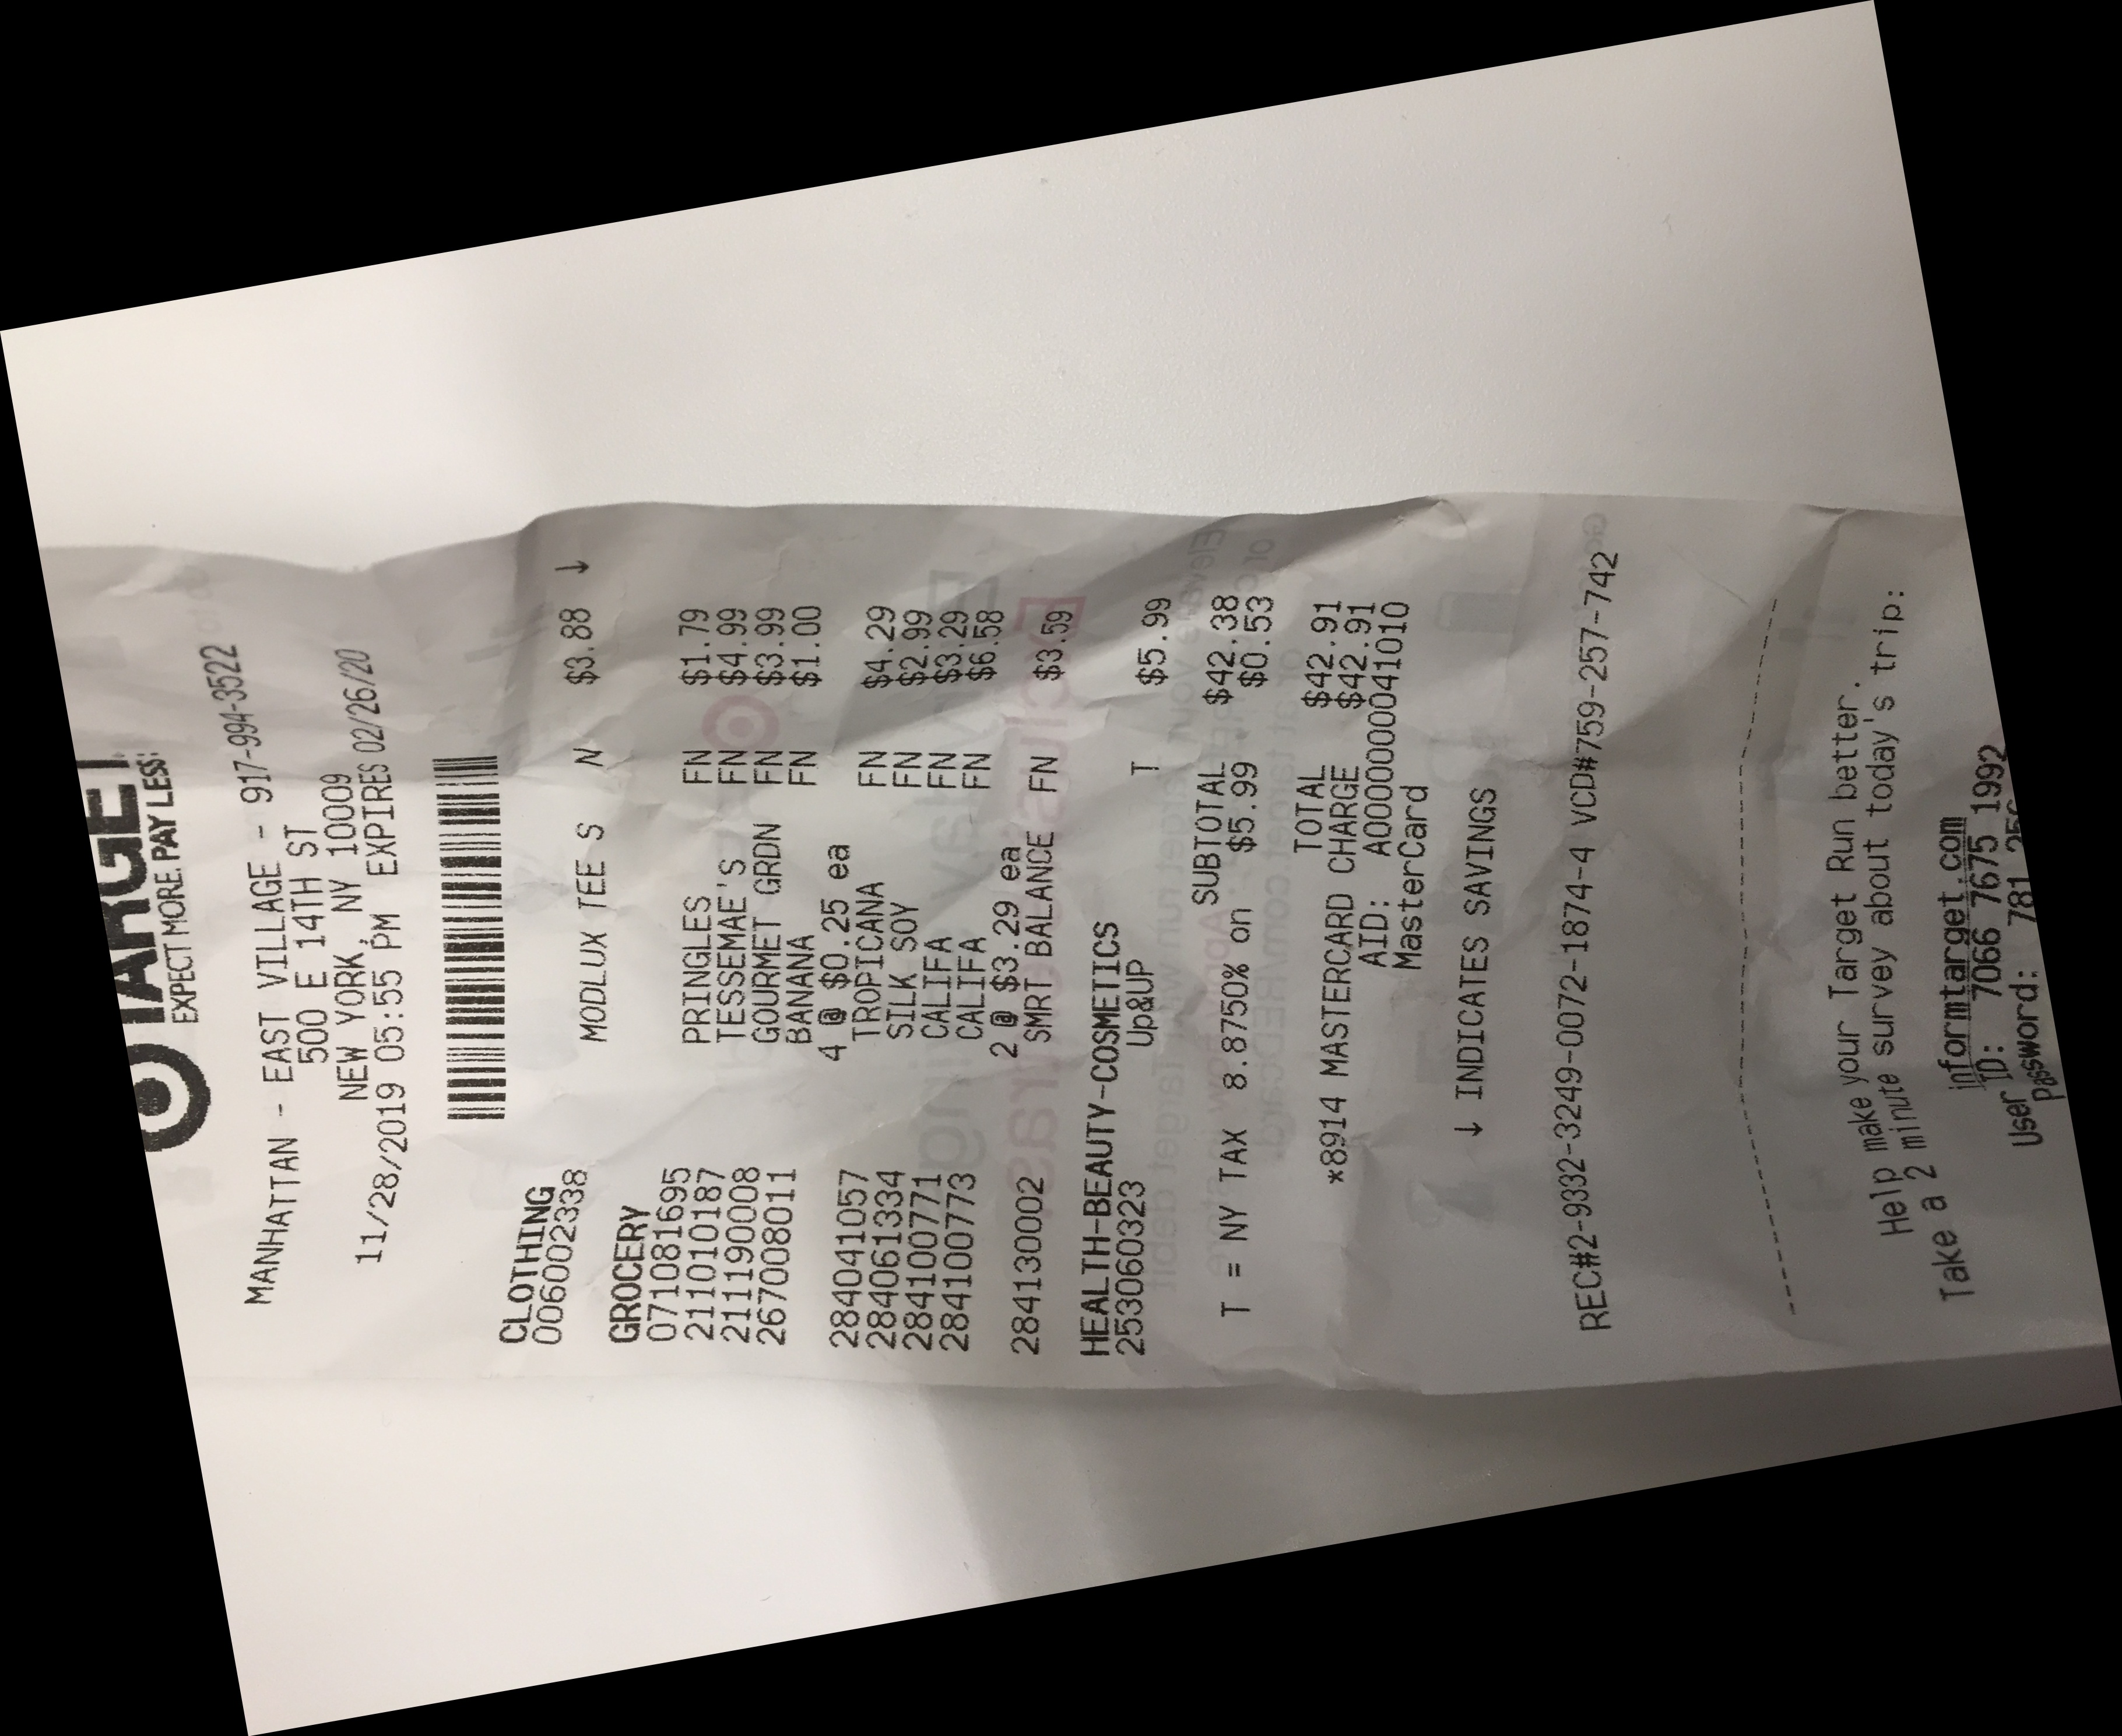 TARGET
EXPECT MORE. PAY LESS.
MANHATTAN - EAST VILLAGE - 917-994-3522
500 E 14TH ST
NEW YORK, NY 10009
11/28/2019 05:55 PM EXPIRES 02/26/20
CLOTHING
006002338 MODLUX TEE S N $3.88 ↓
GROCERY
071081695 PRINGLES FN $1.79
211010187 TESSEMAE'S FN $4.99
211190008 GOURMET GRDN FN $3.99
267008011 BANANA FN $1.00
4 @ $0.25 ea
284041057 TROPICANA FN $4.29
284061334 SILK SOY FN $2.99
284100771 CALIFA FN $3.29
284100773 CALIFA FN $6.58
2 @ $3.29 ea
284130002 SMRT BALANCE FN $3.59
HEALTH-BEAUTY-COSMETICS
253060323 Up&UP T $5.99
SUBTOTAL $42.38
T = NY TAX 8.8750% on $5.99 $0.53
TOTAL $42.91
*8914 MASTERCARD CHARGE $42.91
AID: A0000000041010
MasterCard
↓ INDICATES SAVINGS
REC#2-9332-3249-0072-1874-4 VCD#759-257-742
Help make your Target Run better.
Take a 2 minute survey about today's trip:
informtarget.com
User ID: 7066 7675 1992
Password: 781